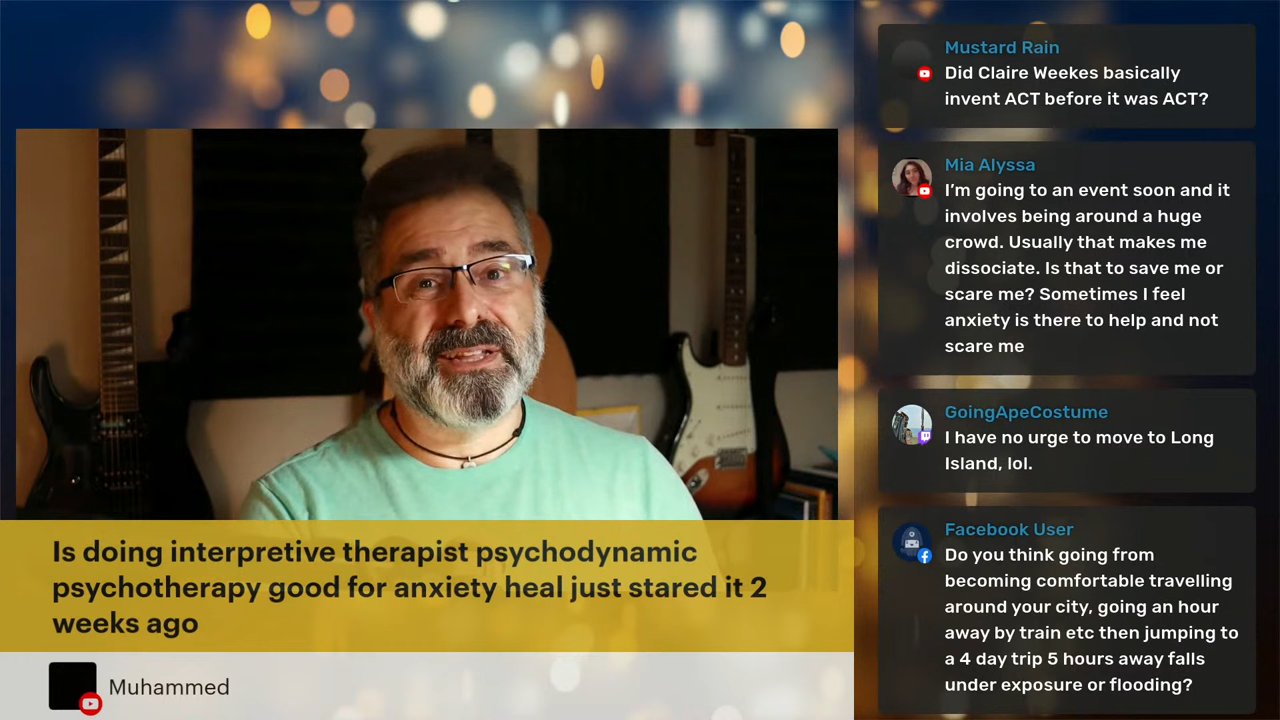 Is doing interpretive therapist psychodynamic
psychotherapy good for anxiety heal just stared it 2
weeks ago
Muhammed
Mustard Rain
Did Claire Weekes basically
invent ACT before it was ACT?
Mia Alyssa
I’m going to an event soon and it
involves being around a huge
crowd. Usually that makes me
dissociate. Is that to save me or
scare me? Sometimes I feel
anxiety is there to help and not
scare me
GoingApeCostume
I have no urge to move to Long
Island, lol.
Facebook User
Do you think going from
becoming comfortable travelling
around your city, going an hour
away by train etc then jumping to
a 4 day trip 5 hours away falls
under exposure or flooding?